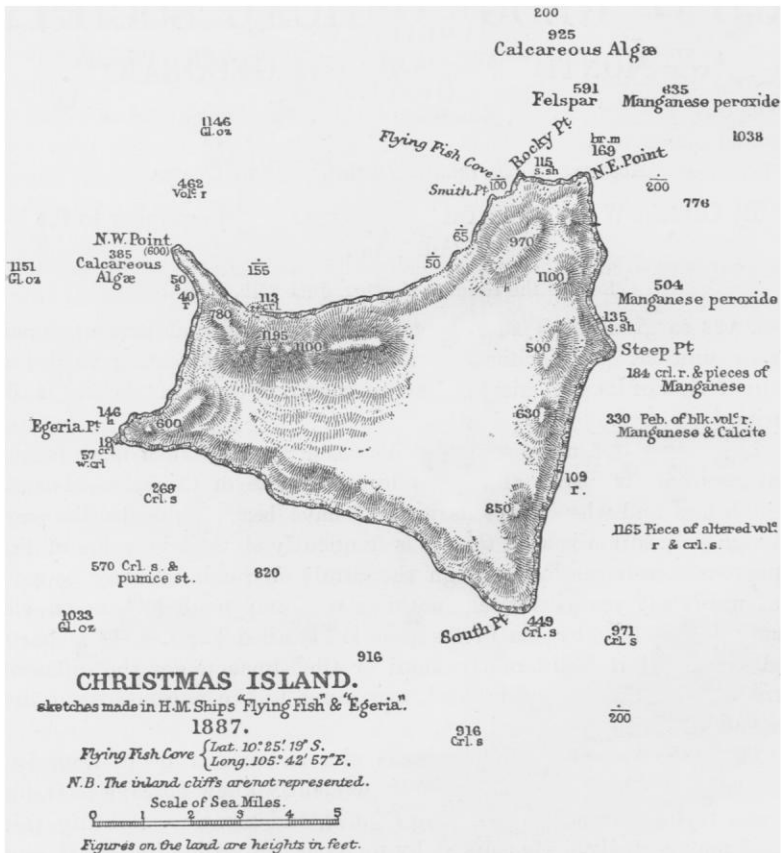 200
925
Calcareous Algæ
591
Felspar
635
Manganese peroxide
1146
Gl. oz
Flying Fish Cove
Rocky Pt
br. m
169
1038
115
s. sh
N.E. Point
462
Volc. r
Smith Pt
100
200
776
N.W. Point
385 (600)
Calcareous
Algæ
65
970
1151
Gl. oz
155
50
1100
504
Manganese peroxide
50
s
40
r
113
crl.
780
1195
1100
135
s. sh
500
Steep Pt
184 crl. r. & pieces of
Manganese
146
Egeria. Pt
600
630
330 Peb. of blk. volc. r.
Manganese & Calcite
19
crl
57
w. crl
268
Crl. s
109
r.
850
1165 Piece of altered volc.
r & crl. s.
570 Crl. s. &
pumice st.
820
1033
Gl. oz
South Pt
449
Crl. s
971
Crl. s
916
CHRISTMAS ISLAND.
sketches made in H.M. Ships "Flying Fish" & "Egeria".
1887.
916
Crl. s
200
Flying Fish Cove { Lat. 10° 25' 19" S.
Long. 105° 42' 57" E.
N.B. The inland cliffs are not represented.
Scale of Sea Miles.
0 1 2 3 4 5
Figures on the land are heights in feet.